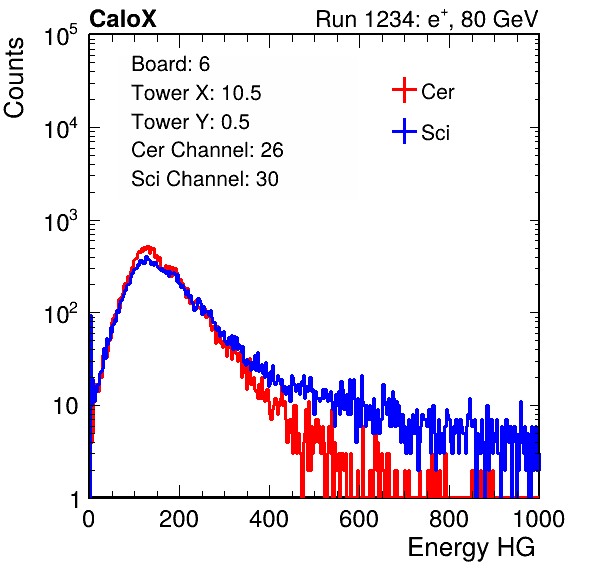 CaloX Run 1234: e⁺, 80 GeV
Board: 6
Tower X: 10.5
Tower Y: 0.5
Cer Channel: 26
Sci Channel: 30
Cer
Sci
Counts
10⁵
10⁴
10³
10²
10
1
0 200 400 600 800 1000
Energy HG